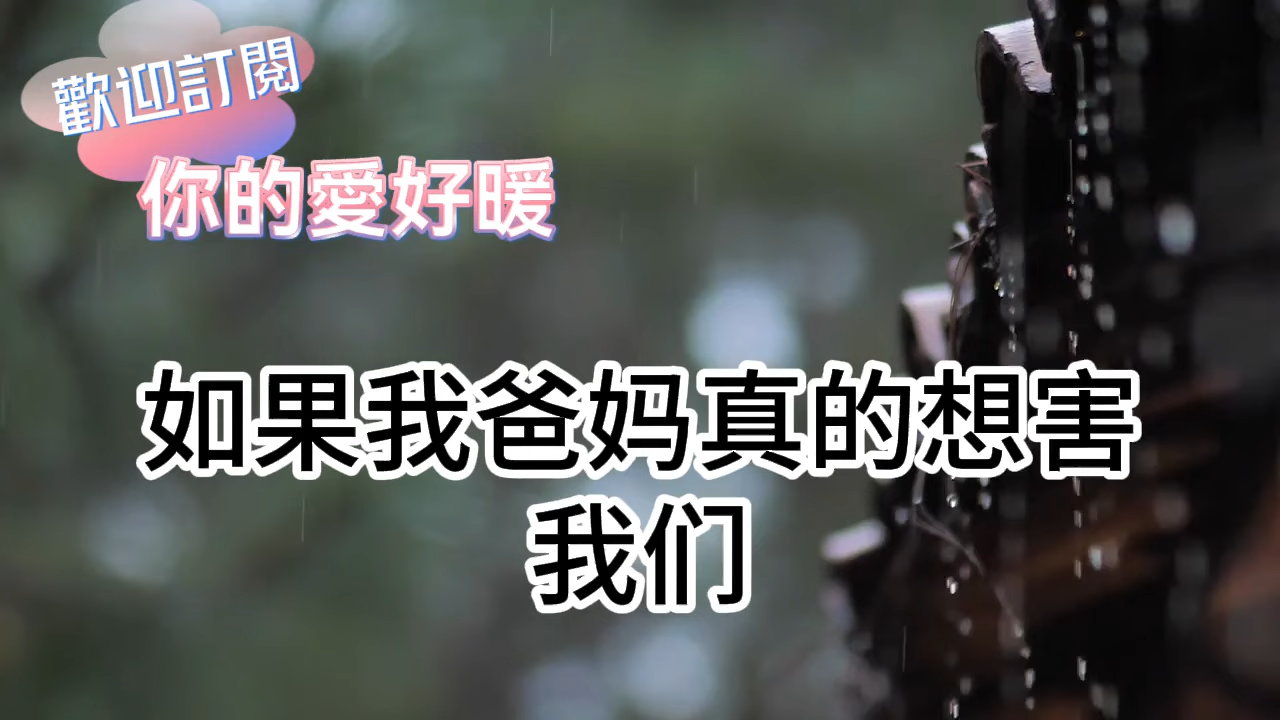 歡迎訂閱
你的愛好暖
如果我爸妈真的想害
我们